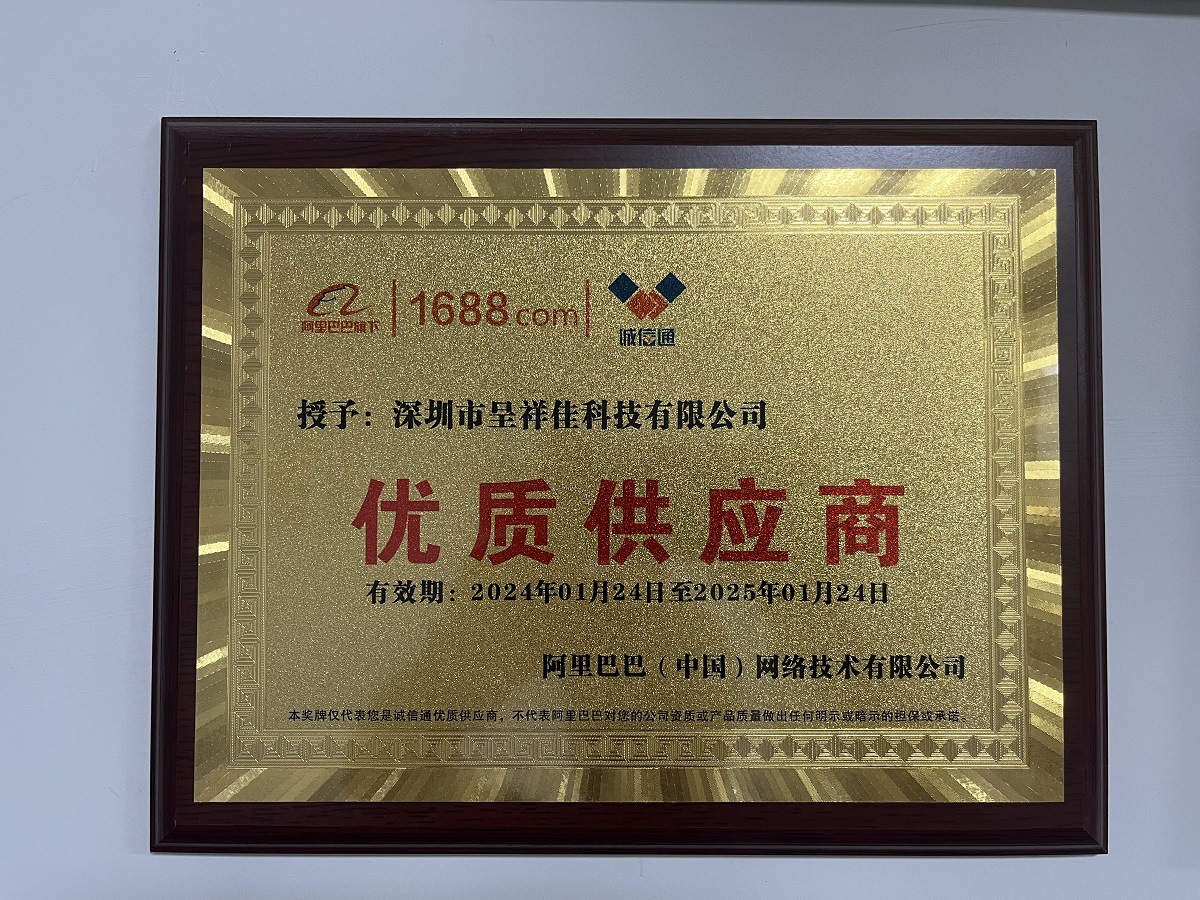 阿里巴巴旗下 1688.com 诚信通
授予：深圳市呈祥佳科技有限公司
优质供应商
有效期：2024年01月24日至2025年01月24日
阿里巴巴（中国）网络技术有限公司
本奖牌仅代表您是诚信通优质供应商，不代表阿里巴巴对您的公司资质或产品质量做出任何明示或暗示的担保或承诺。